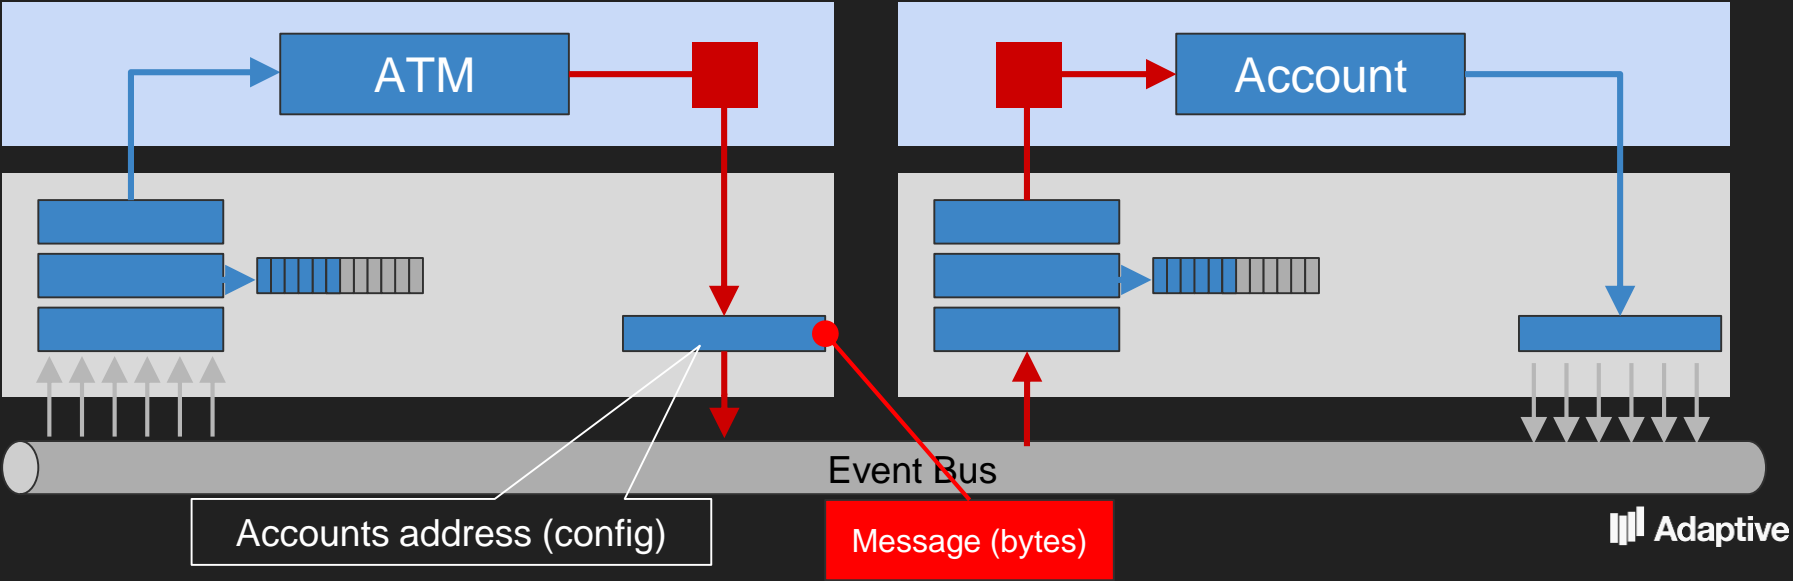 ATM
Account
Event Bus
Accounts address (config)
Message (bytes)
Adaptive